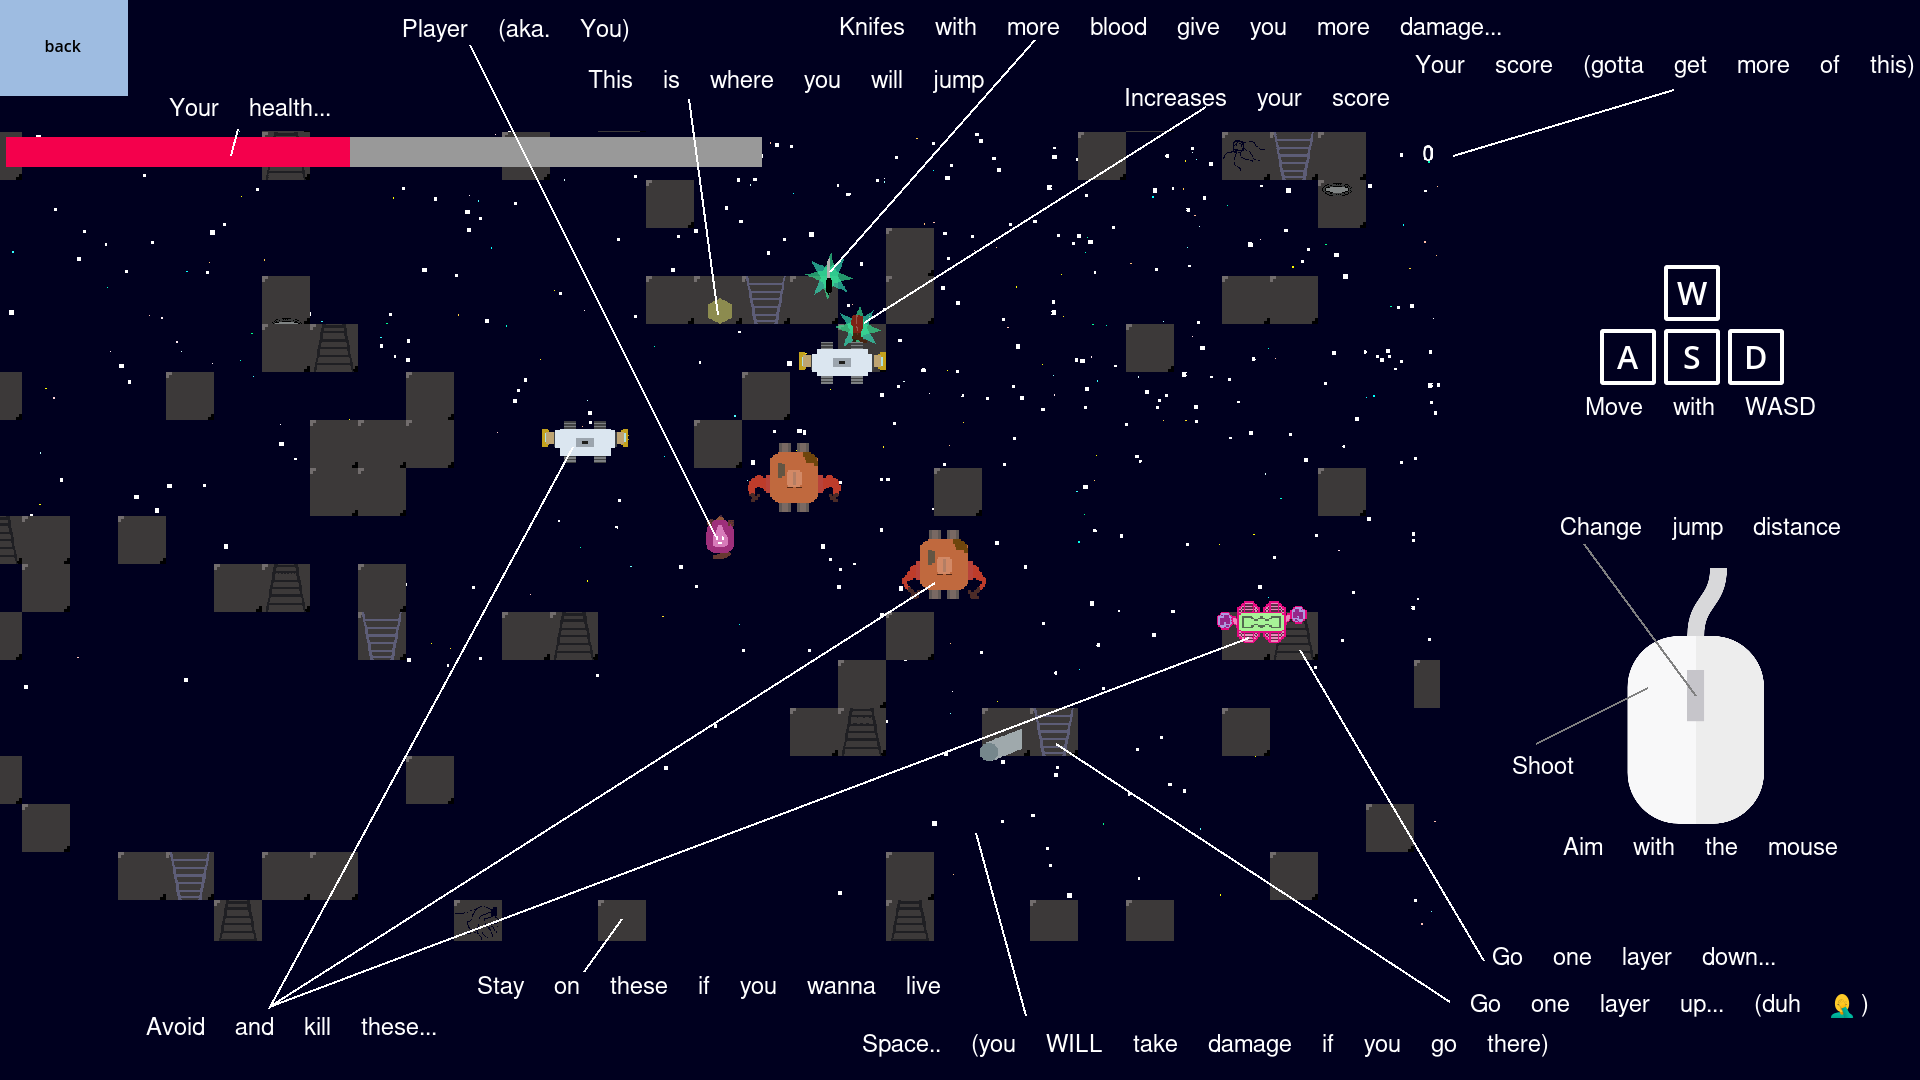 back
Player (aka. You)
Knifes with more blood give you more damage...
Your score (gotta get more of this)
This is where you will jump
Increases your score
Your health...
0
W
A S D
Move with WASD
Change jump distance
Shoot
Aim with the mouse
Go one layer down...
Stay on these if you wanna live
Go one layer up... (duh 🤦)
Avoid and kill these...
Space.. (you WILL take damage if you go there)